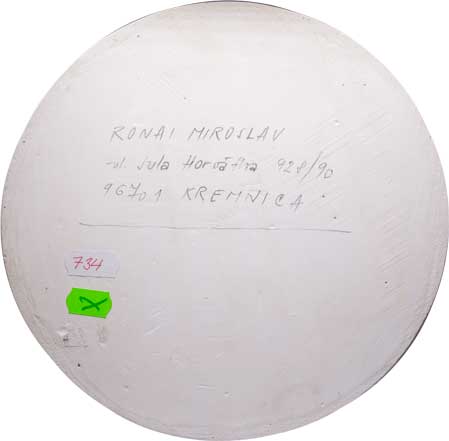 RONAI MIROSLAV
ul. Jula Horvátha 928/90
96701 KREMNICA
734
X